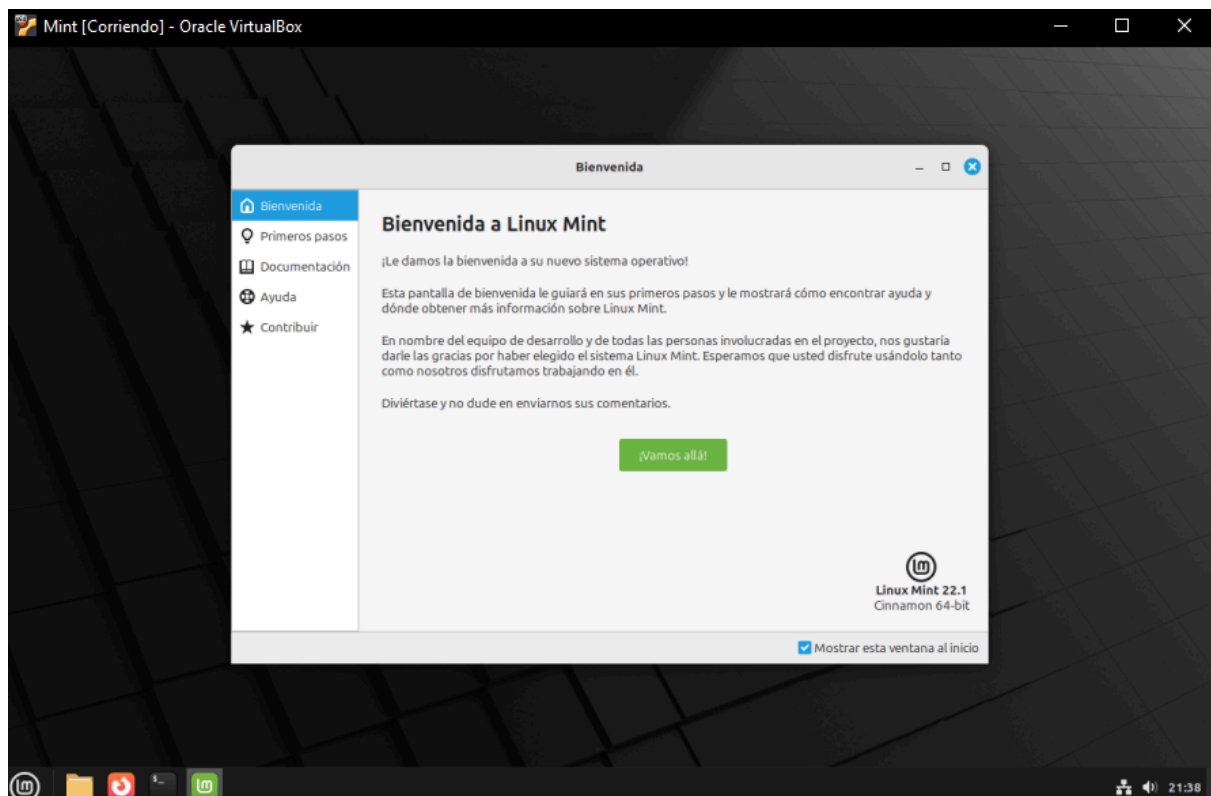 Mint [Corriendo] - Oracle VirtualBox
Bienvenida
Bienvenida
Primeros pasos
Documentación
Ayuda
Contribuir
Bienvenida a Linux Mint
¡Le damos la bienvenida a su nuevo sistema operativo!
Esta pantalla de bienvenida le guiará en sus primeros pasos y le mostrará cómo encontrar ayuda y
dónde obtener más información sobre Linux Mint.
En nombre del equipo de desarrollo y de todas las personas involucradas en el proyecto, nos gustaría
darle las gracias por haber elegido el sistema Linux Mint. Esperamos que usted disfrute usándolo tanto
como nosotros disfrutamos trabajando en él.
Diviértase y no dude en enviarnos sus comentarios.
¡Vamos allá!
Linux Mint 22.1
Cinnamon 64-bit
Mostrar esta ventana al inicio
21:38